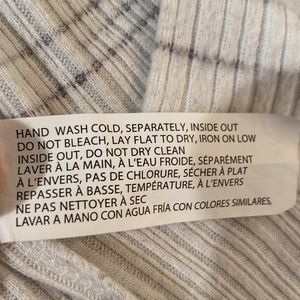 HAND WASH COLD, SEPARATELY, INSIDE OUT
DO NOT BLEACH, LAY FLAT TO DRY, IRON ON LOW
INSIDE OUT, DO NOT DRY CLEAN
LAVER À LA MAIN, À L'EAU FROIDE, SÉPARÉMENT
À L'ENVERS, PAS DE CHLORURE, SÉCHER À PLAT
REPASSER À BASSE, TEMPÉRATURE, À L'ENVERS
NE PAS NETTOYER À SEC
LAVAR A MANO CON AGUA FRÍA CON COLORES SIMILARES,